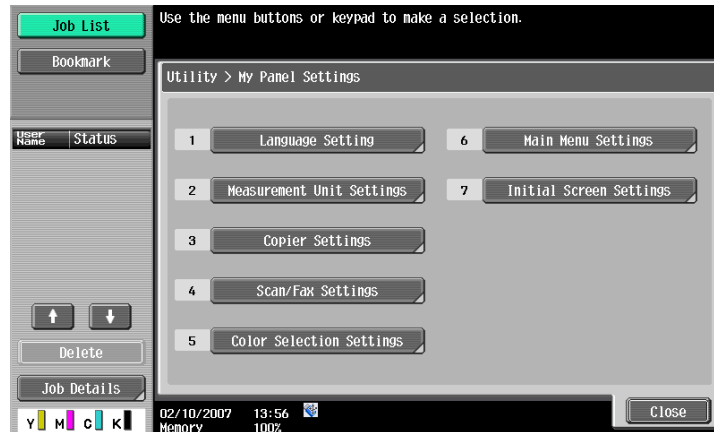 Use the menu buttons or keypad to make a selection.
Job List
Bookmark
User Name Status
Delete
Job Details
Y M C K
Utility > My Panel Settings
1 Language Setting
2 Measurement Unit Settings
3 Copier Settings
4 Scan/Fax Settings
5 Color Selection Settings
6 Main Menu Settings
7 Initial Screen Settings
02/10/2007 13:56
Memory 100%
Close